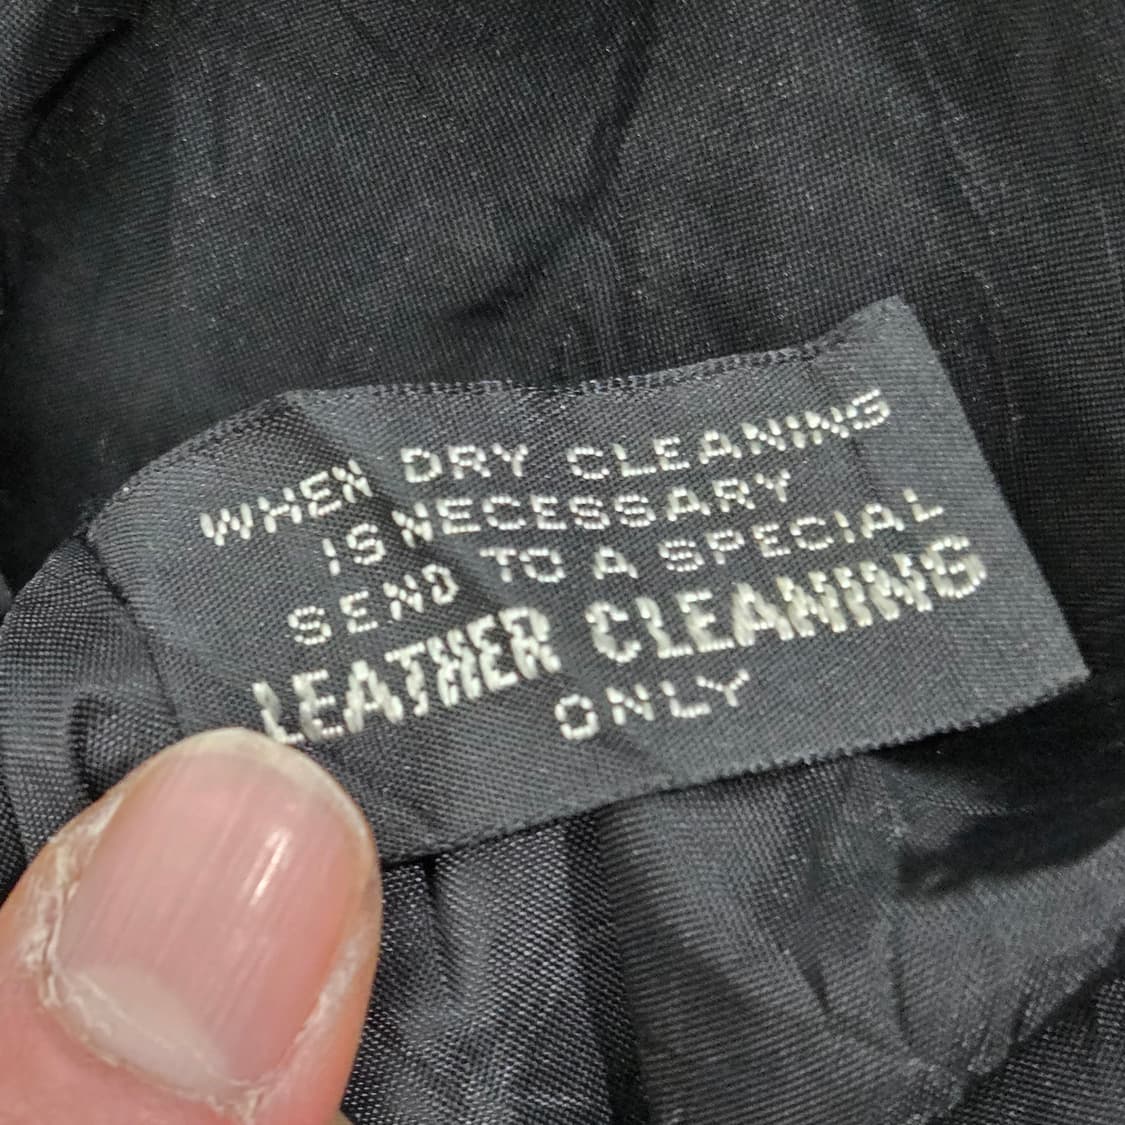 WHEN DRY CLEANING
IS NECESSARY
SEND TO A SPECIAL
LEATHER CLEANING
ONLY